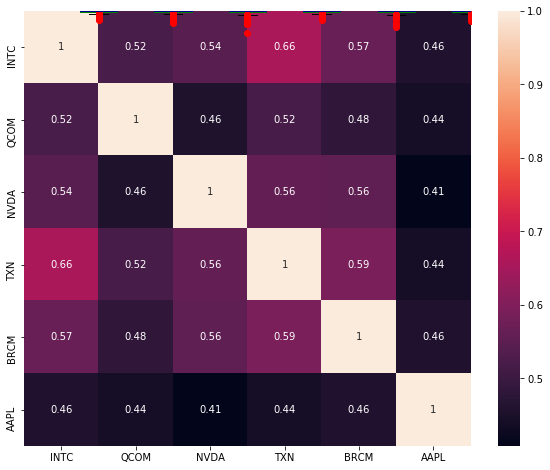 INTC 1 0.52 0.54 0.66 0.57 0.46
QCOM 0.52 1 0.46 0.52 0.48 0.44
NVDA 0.54 0.46 1 0.56 0.56 0.41
TXN 0.66 0.52 0.56 1 0.59 0.44
BRCM 0.57 0.48 0.56 0.59 1 0.46
AAPL 0.46 0.44 0.41 0.44 0.46 1
INTC QCOM NVDA TXN BRCM AAPL
1.0
0.9
0.8
0.7
0.6
0.5